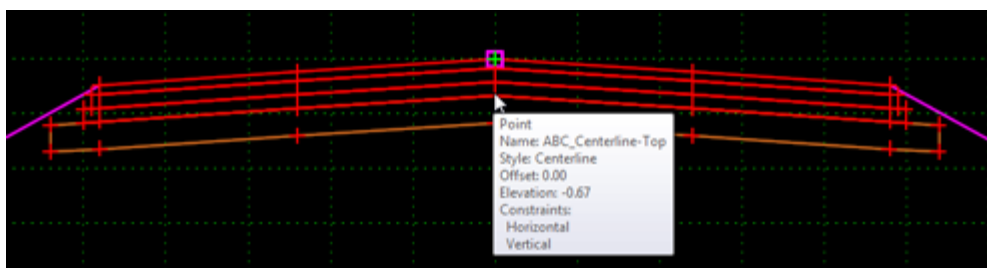 Point
Name: ABC_Centerline-Top
Style: Centerline
Offset: 0.00
Elevation: -0.67
Constraints:
Horizontal
Vertical